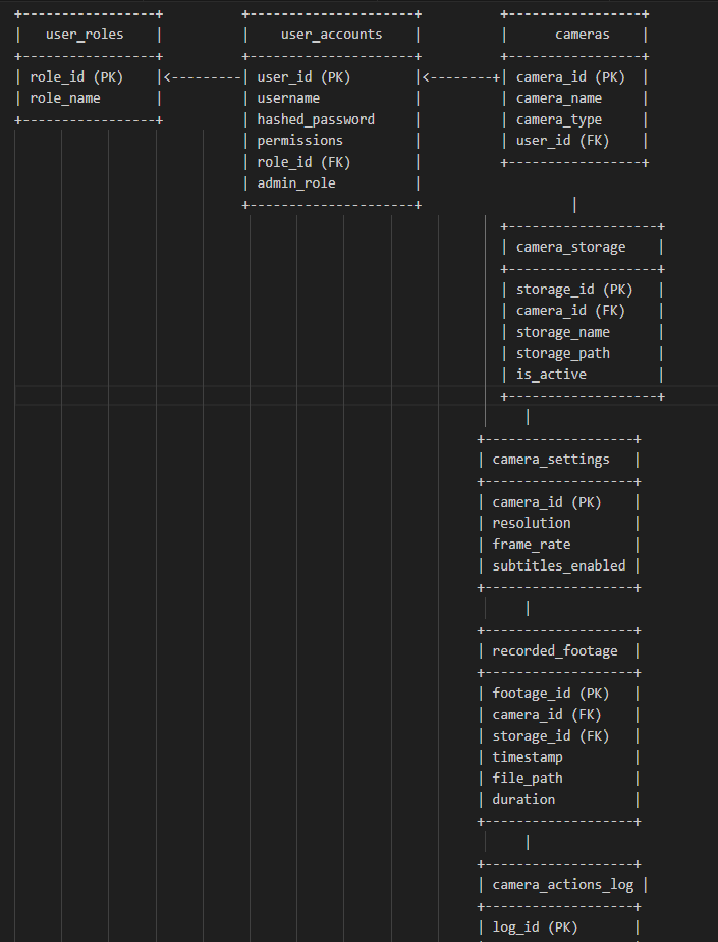 +-----------------+          +---------------------+          +-----------------+
|   user_roles    |          |    user_accounts    |          |      cameras    |
+-----------------+          +---------------------+          +-----------------+
| role_id (PK)    |<---------| user_id (PK)        |<--------+| camera_id (PK)  |
| role_name       |          | username            |          | camera_name     |
+-----------------+          | hashed_password     |          | camera_type     |
                             | permissions         |          | user_id (FK)    |
                             | role_id (FK)        |          +-----------------+
                             | admin_role          |
                             +---------------------+                   |
                                                              +-------------------+
                                                              | camera_storage    |
                                                              +-------------------+
                                                              | storage_id (PK)   |
                                                              | camera_id (FK)    |
                                                              | storage_name      |
                                                              | storage_path      |
                                                              | is_active         |
                                                              +-------------------+
                                                                 |
                                                           +-------------------+
                                                           | camera_settings   |
                                                           +-------------------+
                                                           | camera_id (PK)    |
                                                           | resolution        |
                                                           | frame_rate        |
                                                           | subtitles_enabled |
                                                           +-------------------+
                                                                 |
                                                           +-------------------+
                                                           | recorded_footage  |
                                                           +-------------------+
                                                           | footage_id (PK)   |
                                                           | camera_id (FK)    |
                                                           | storage_id (FK)   |
                                                           | timestamp         |
                                                           | file_path         |
                                                           | duration          |
                                                           +-------------------+
                                                                 |
                                                           +-------------------+
                                                           | camera_actions_log |
                                                           +-------------------+
                                                           | log_id (PK)       |